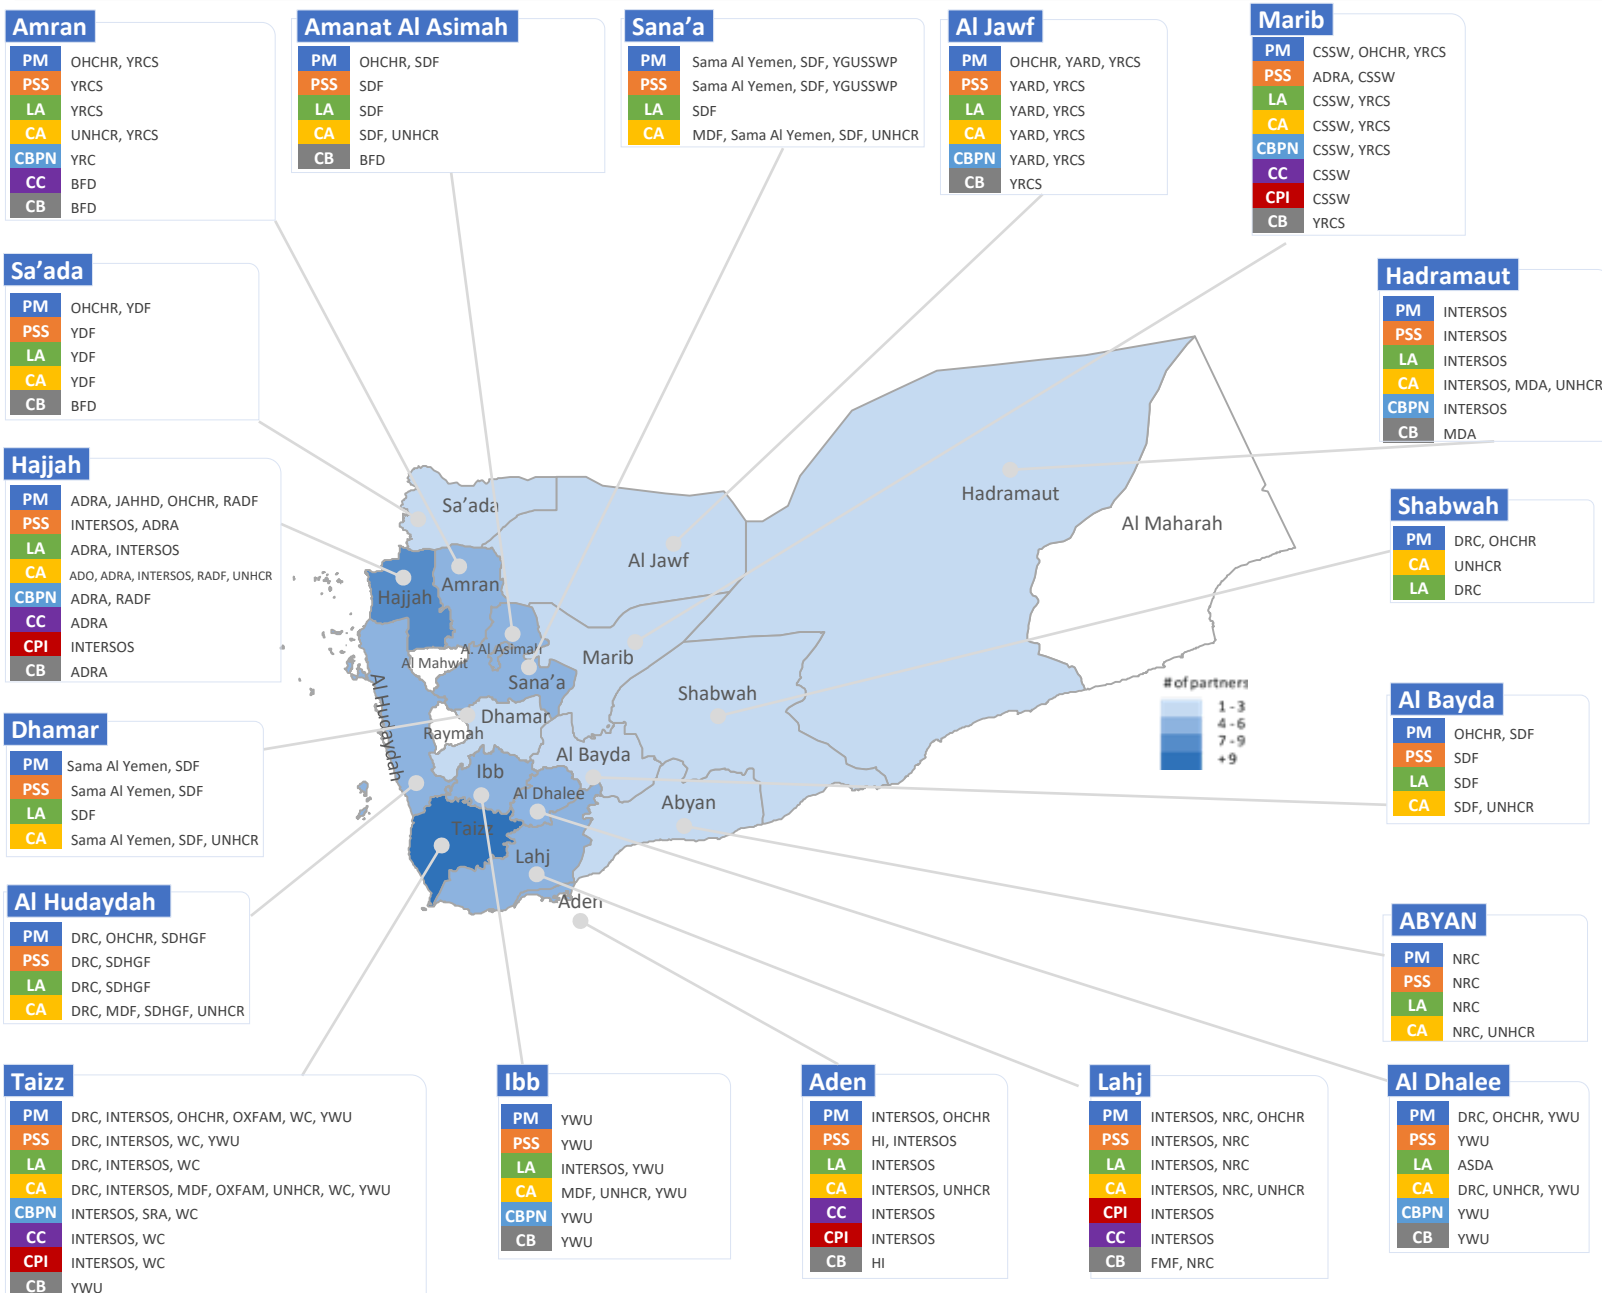 Amran
PM OHCHR, YRCS
PSS YRCS
LA YRCS
CA UNHCR, YRCS
CBPN YRC
CC BFD
CB BFD
Amanat Al Asimah
PM OHCHR, SDF
PSS SDF
LA SDF
CA SDF, UNHCR
CB BFD
Sana’a
PM Sama Al Yemen, SDF, YGUSSWP
PSS Sama Al Yemen, SDF, YGUSSWP
LA SDF
CA MDF, Sama Al Yemen, SDF, UNHCR
Al Jawf
PM OHCHR, YARD, YRCS
PSS YARD, YRCS
LA YARD, YRCS
CA YARD, YRCS
CBPN YARD, YRCS
CB YRCS
Marib
PM CSSW, OHCHR, YRCS
PSS ADRA, CSSW
LA CSSW, YRCS
CA CSSW, YRCS
CBPN CSSW, YRCS
CC CSSW
CPI CSSW
CB YRCS
Sa’ada
PM OHCHR, YDF
PSS YDF
LA YDF
CA YDF
CB BFD
Hadramaut
PM INTERSOS
PSS INTERSOS
LA INTERSOS
CA INTERSOS, MDA, UNHCR
CBPN INTERSOS
CB MDA
Hajjah
PM ADRA, JAHHD, OHCHR, RADF
PSS INTERSOS, ADRA
LA ADRA, INTERSOS
CA ADO, ADRA, INTERSOS, RADF, UNHCR
CBPN ADRA, RADF
CC ADRA
CPI INTERSOS
CB ADRA
Shabwah
PM DRC, OHCHR
CA UNHCR
LA DRC
Sa’ada
Hadramaut
Al Maharah
Al Jawf
Amran
Hajjah
A. Al Asimah
Al Mahwit
Marib
Sana’a
Shabwah
Al Hudaydah
Dhamar
Raymah
Al Bayda
Ibb
Al Dhalee
Abyan
Taizz
Lahj
Aden
# of partners
1 - 3
4 - 6
7 - 9
+9
Dhamar
PM Sama Al Yemen, SDF
PSS Sama Al Yemen, SDF
LA SDF
CA Sama Al Yemen, SDF, UNHCR
Al Bayda
PM OHCHR, SDF
PSS SDF
LA SDF
CA SDF, UNHCR
Al Hudaydah
PM DRC, OHCHR, SDHGF
PSS DRC, SDHGF
LA DRC, SDHGF
CA DRC, MDF, SDHGF, UNHCR
ABYAN
PM NRC
PSS NRC
LA NRC
CA NRC, UNHCR
Taizz
PM DRC, INTERSOS, OHCHR, OXFAM, WC, YWU
PSS DRC, INTERSOS, WC, YWU
LA DRC, INTERSOS, WC
CA DRC, INTERSOS, MDF, OXFAM, UNHCR, WC, YWU
CBPN INTERSOS, SRA, WC
CC INTERSOS, WC
CPI INTERSOS, WC
CB YWU
Ibb
PM YWU
PSS YWU
LA INTERSOS, YWU
CA MDF, UNHCR, YWU
CBPN YWU
CB YWU
Aden
PM INTERSOS, OHCHR
PSS HI, INTERSOS
LA INTERSOS
CA INTERSOS, UNHCR
CC INTERSOS
CPI INTERSOS
CB HI
Lahj
PM INTERSOS, NRC, OHCHR
PSS INTERSOS, NRC
LA INTERSOS, NRC
CA INTERSOS, NRC, UNHCR
CPI INTERSOS
CC INTERSOS
CB FMF, NRC
Al Dhalee
PM DRC, OHCHR, YWU
PSS YWU
LA ASDA
CA DRC, UNHCR, YWU
CBPN YWU
CB YWU